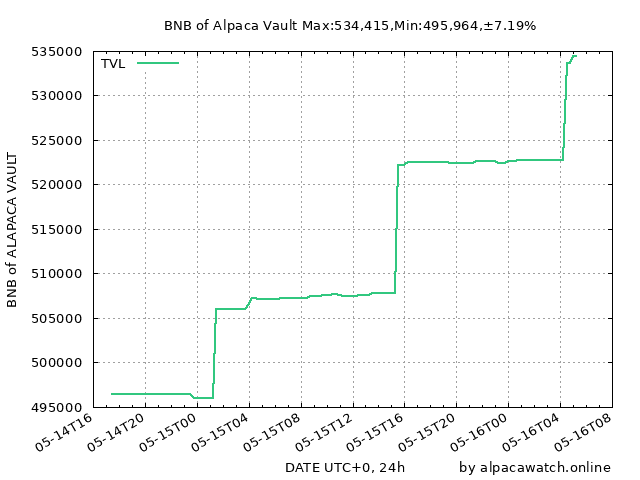 BNB of Alpaca Vault Max:534,415,Min:495,964,±7.19%
TVL
535000
530000
525000
520000
515000
510000
505000
500000
495000
BNB of ALAPACA VAULT
05-14T16
05-14T20
05-15T00
05-15T04
05-15T08
05-15T12
05-15T16
05-15T20
05-16T00
05-16T04
05-16T08
DATE UTC+0, 24h
by alpacawatch.online